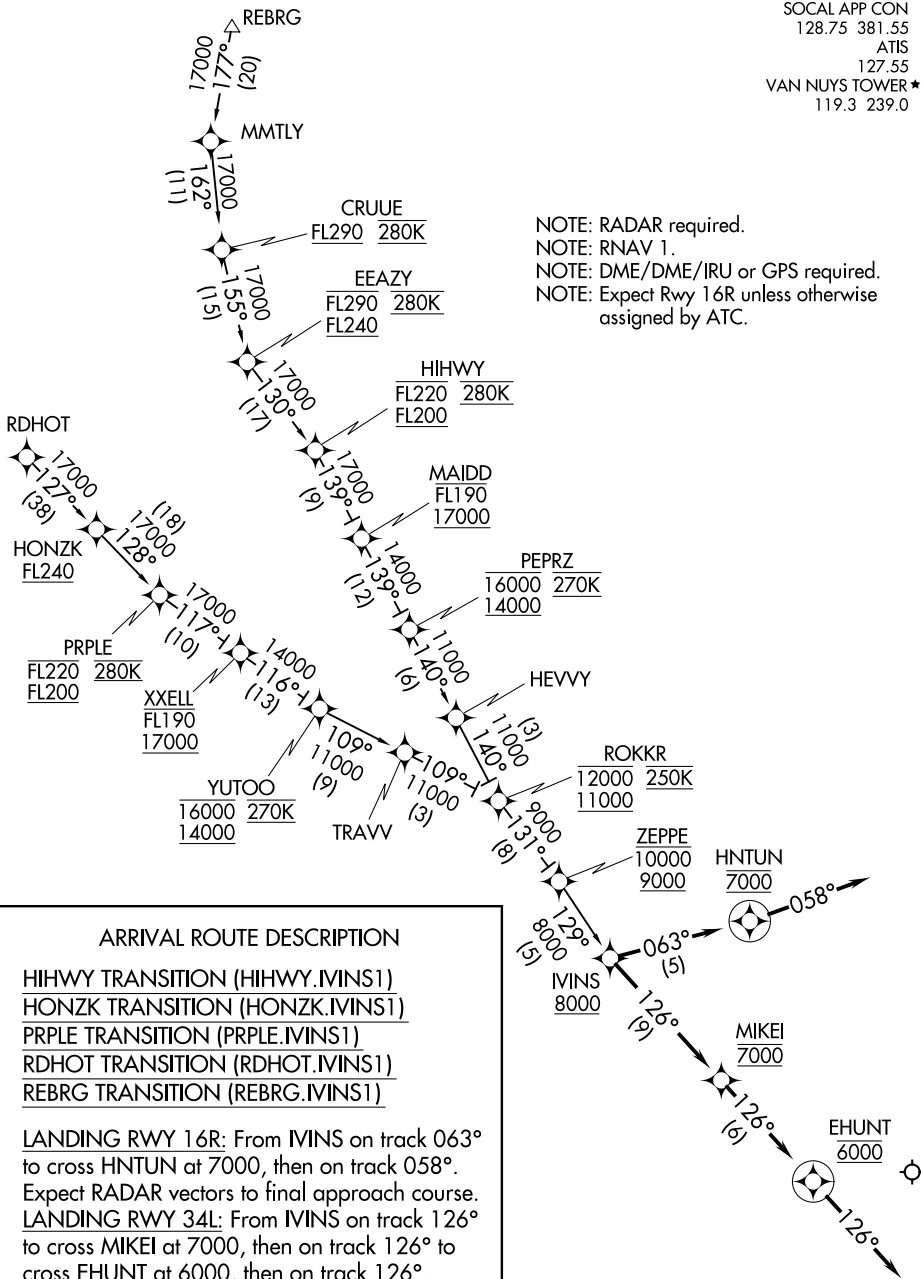 SOCAL APP CON
128.75 381.55
ATIS
127.55
VAN NUYS TOWER★
119.3 239.0
REBRG
17000
177°
(20)
MMTLY
17000
162°
(11)
CRUUE
FL290 280K
17000
155°
(15)
EEAZY
FL290 280K
FL240
NOTE: RADAR required.
NOTE: RNAV 1.
NOTE: DME/DME/IRU or GPS required.
NOTE: Expect Rwy 16R unless otherwise
assigned by ATC.
17000
130°
(17)
HIHWY
FL220 280K
FL200
RDHOT
17000
127°
(38)
17000
139°
(9)
MAIDD
FL190
17000
HONZK
FL240
(18)
17000
128°
14000
139°
(12)
PEPRZ
16000 270K
14000
PRPLE
FL220 280K
FL200
17000
117°
(10)
XXELL
FL190
17000
14000
116°
(13)
11000
140°
(6)
HEVVY
YUTOO
16000 270K
14000
109°
11000
(9)
TRAVV
109°
11000
(3)
(3)
11000
140°
ROKKR
12000 250K
11000
9000
131°
(8)
ZEPPE
10000
9000
HNTUN
7000
058°
129°
8000
(5)
063°
(5)
IVINS
8000
126°
(9)
MIKEI
7000
126°
(6)
EHUNT
6000
126°
ARRIVAL ROUTE DESCRIPTION
HIHWY TRANSITION (HIHWY.IVINS1)
HONZK TRANSITION (HONZK.IVINS1)
PRPLE TRANSITION (PRPLE.IVINS1)
RDHOT TRANSITION (RDHOT.IVINS1)
REBRG TRANSITION (REBRG.IVINS1)
LANDING RWY 16R: From IVINS on track 063°
to cross HNTUN at 7000, then on track 058°.
Expect RADAR vectors to final approach course.
LANDING RWY 34L: From IVINS on track 126°
to cross MIKEI at 7000, then on track 126° to
cross EHUNT at 6000, then on track 126°.